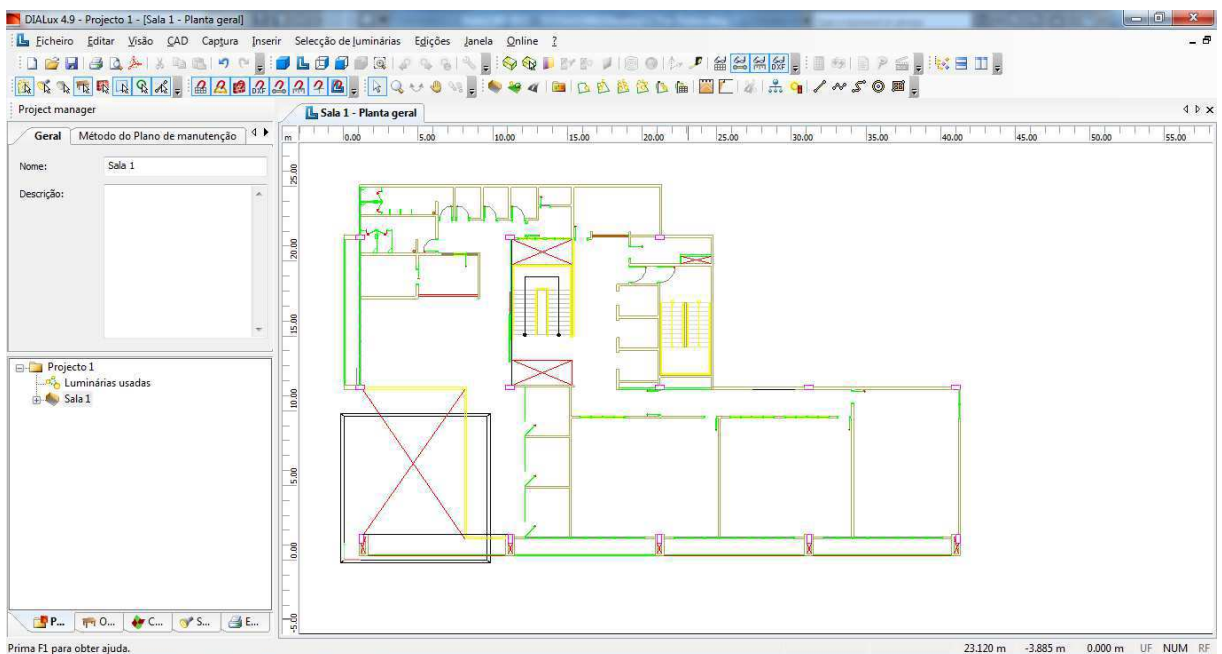 DIALux 4.9 - Projecto 1 - [Sala 1 - Planta geral]
Ficheiro Editar Visão CAD Captura Inserir Selecção de luminárias Edições Janela Online ?
Project manager
Geral Método do Plano de manutenção
Nome: Sala 1
Descrição:
Projecto 1
Luminárias usadas
Sala 1
P... O... C... S... E...
Sala 1 - Planta geral
m 0.00 5.00 10.00 15.00 20.00 25.00 30.00 35.00 40.00 45.00 50.00 55.00
25.00
20.00
15.00
10.00
5.00
0.00
-5.00
Prima F1 para obter ajuda. 23.120 m -3.885 m 0.000 m UF NUM RF